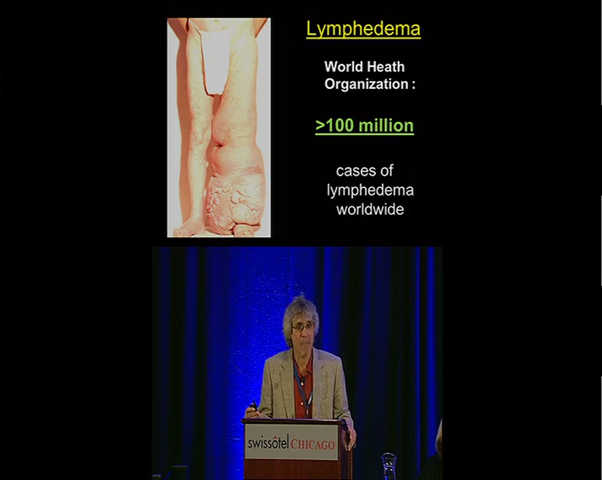 Lymphedema
World Heath
Organization :
>100 million
cases of
lymphedema
worldwide
swissôtel CHICAGO